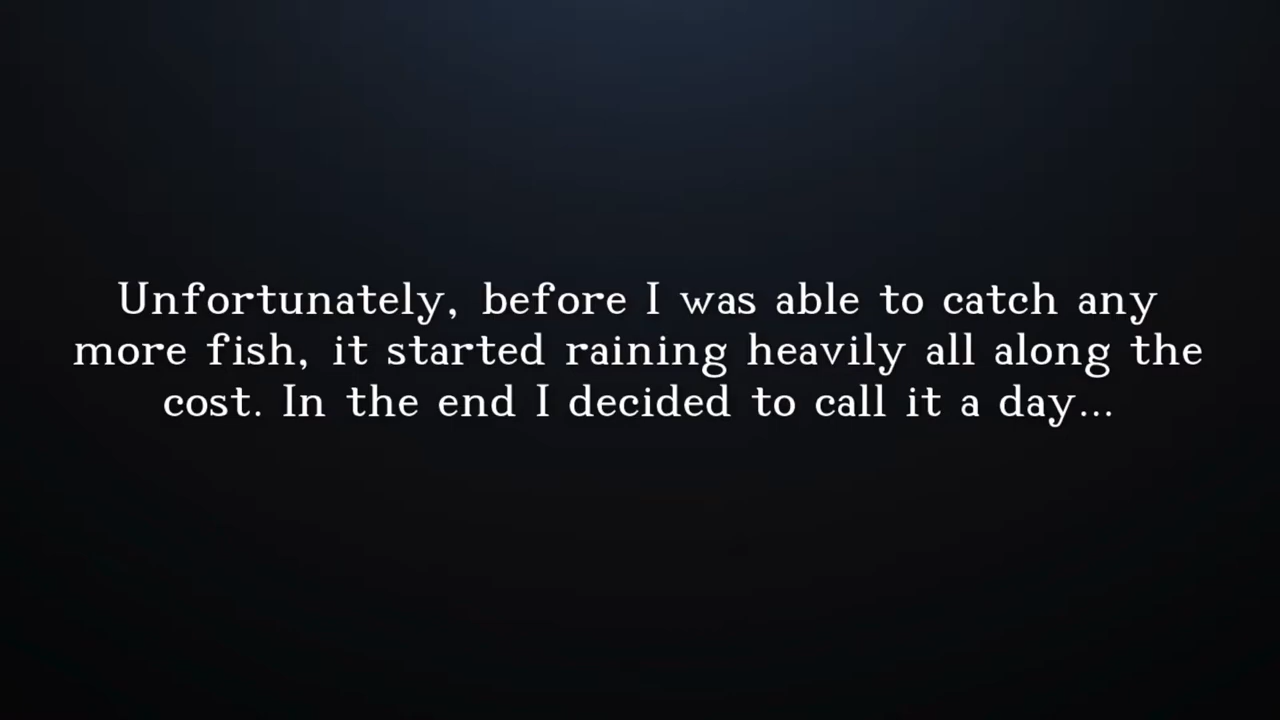 Unfortunately, before I was able to catch any
more fish, it started raining heavily all along the
cost. In the end I decided to call it a day...